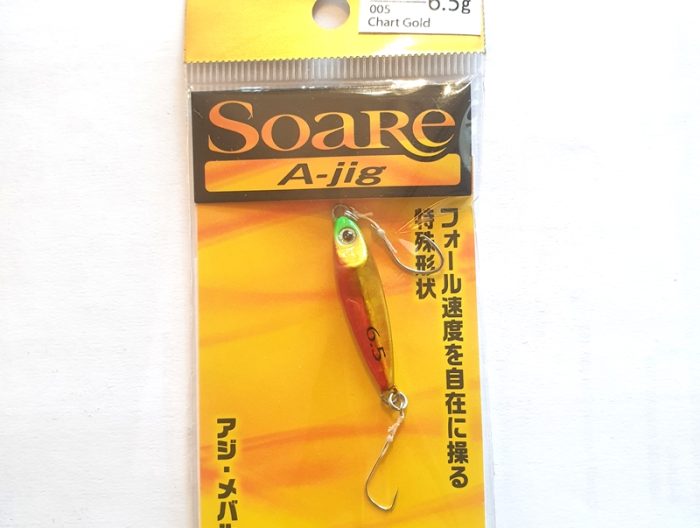 6.5g
005
Chart Gold
SOARE
A-jig
フォール速度を自在に操る
特殊形状
6.5
アジ・メバル